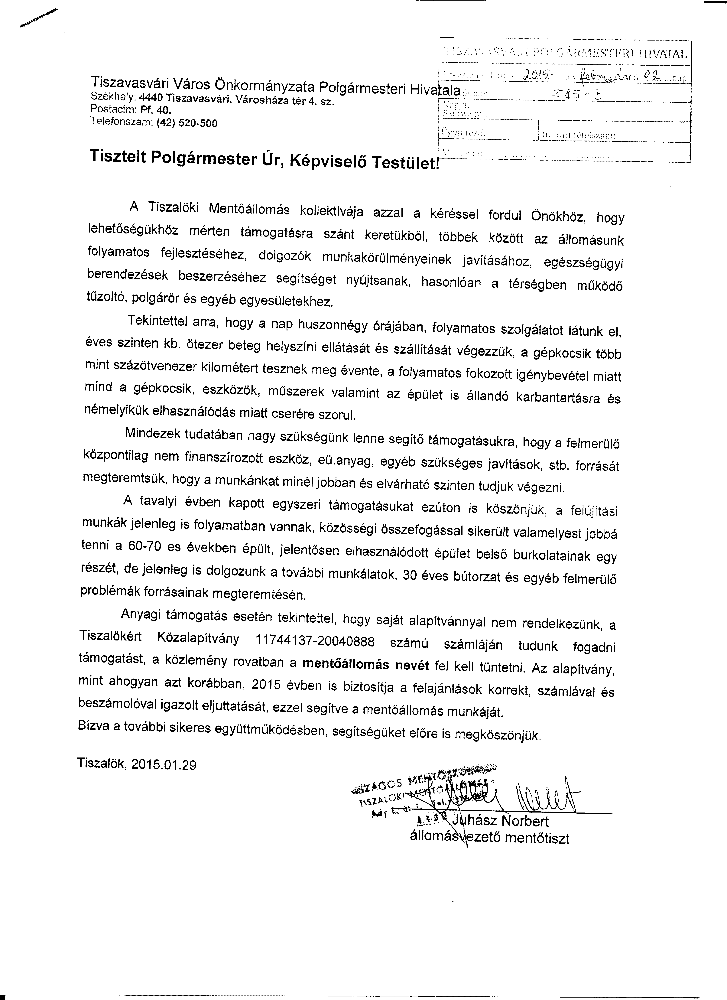 TISZAVASVÁRI POLGÁRMESTERI HIVATAL
2015. év február hó 02. nap
585-2
Szerv.egys.:
Ügyintéző:
Irattári tételszám:
Melléklet:
Tiszavasvári Város Önkormányzata Polgármesteri Hivatala
Székhely: 4440 Tiszavasvári, Városháza tér 4. sz.
Postacím: Pf. 40.
Telefonszám: (42) 520-500
Tisztelt Polgármester Úr, Képviselő Testület!
A Tiszalöki Mentőállomás kollektívája azzal a kéréssel fordul Önökhöz, hogy
lehetőségükhöz mérten támogatásra szánt keretükből, többek között az állomásunk
folyamatos fejlesztéséhez, dolgozók munkakörülményeinek javításához, egészségügyi
berendezések beszerzéséhez segítséget nyújtsanak, hasonlóan a térségben működő
tűzoltó, polgárőr és egyéb egyesületekhez.
Tekintettel arra, hogy a nap huszonnégy órájában, folyamatos szolgálatot látunk el,
éves szinten kb. ötezer beteg helyszíni ellátását és szállítását végezzük, a gépkocsik több
mint százötvenezer kilométert tesznek meg évente, a folyamatos fokozott igénybevétel miatt
mind a gépkocsik, eszközök, műszerek valamint az épület is állandó karbantartásra és
némelyikük elhasználódás miatt cserére szorul.
Mindezek tudatában nagy szükségünk lenne segítő támogatásukra, hogy a felmerülő
központilag nem finanszírozott eszköz, eü.anyag, egyéb szükséges javítások, stb. forrását
megteremtsük, hogy a munkánkat minél jobban és elvárható szinten tudjuk végezni.
A tavalyi évben kapott egyszeri támogatásukat ezúton is köszönjük, a felújítási
munkák jelenleg is folyamatban vannak, közösségi összefogással sikerült valamelyest jobbá
tenni a 60-70 es években épült, jelentősen elhasználódott épület belső burkolatainak egy
részét, de jelenleg is dolgozunk a további munkálatok, 30 éves bútorzat és egyéb felmerülő
problémák forrásainak megteremtésén.
Anyagi támogatás esetén tekintettel, hogy saját alapítvánnyal nem rendelkezünk, a
Tiszalökért Közalapítvány 11744137-20040888 számú számláján tudunk fogadni
támogatást, a közlemény rovatban a mentőállomás nevét fel kell tüntetni. Az alapítvány,
mint ahogyan azt korábban, 2015 évben is biztosítja a felajánlások korrekt, számlával és
beszámolóval igazolt eljuttatását, ezzel segítve a mentőállomás munkáját.
Bízva a további sikeres együttműködésben, segítségüket előre is megköszönjük.
Tiszalök, 2015.01.29
TISZALÖKI MENTŐÁLLOMÁS
Ady E. út 1. Tel.:
Juhász Norbert
állomásvezető mentőtiszt